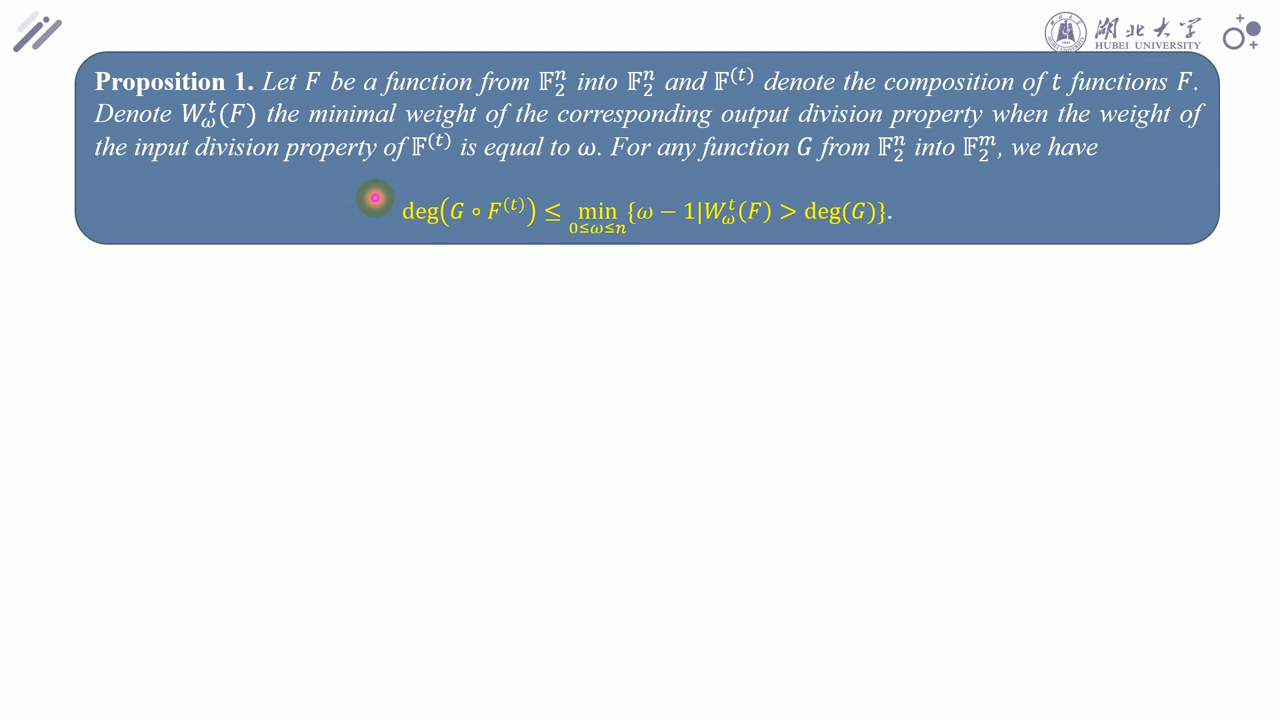 湖北大学
HUBEI UNIVERSITY
Proposition 1. Let F be a function from 𝔽₂ⁿ into 𝔽₂ⁿ and 𝔽⁽ᵗ⁾ denote the composition of t functions F.
Denote W_ω^t(F) the minimal weight of the corresponding output division property when the weight of
the input division property of 𝔽⁽ᵗ⁾ is equal to ω. For any function G from 𝔽₂ⁿ into 𝔽₂ᵐ, we have
deg(G ∘ F⁽ᵗ⁾) ≤ min_{0≤ω≤n} {ω − 1|W_ω^t(F) > deg(G)}.